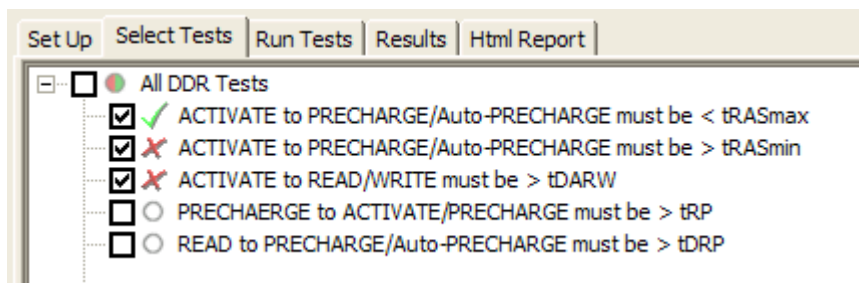 Set Up Select Tests Run Tests Results Html Report
All DDR Tests
ACTIVATE to PRECHARGE/Auto-PRECHARGE must be < tRASmax
ACTIVATE to PRECHARGE/Auto-PRECHARGE must be > tRASmin
ACTIVATE to READ/WRITE must be > tDARW
PRECHAERGE to ACTIVATE/PRECHARGE must be > tRP
READ to PRECHARGE/Auto-PRECHARGE must be > tDRP